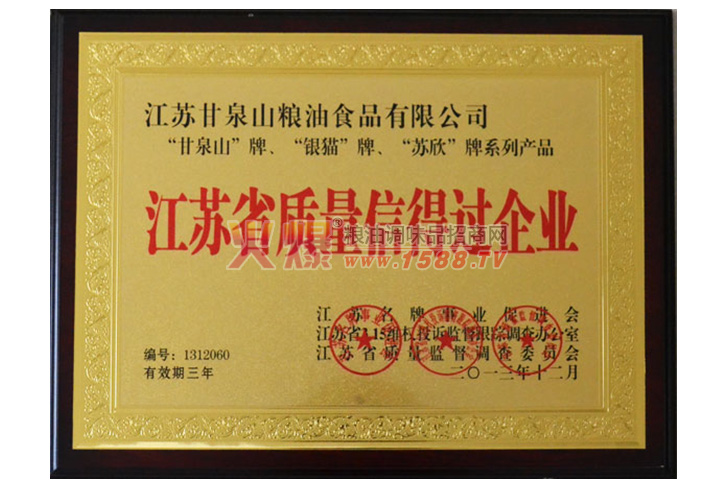 江苏甘泉山粮油食品有限公司
“甘泉山”牌、“银猫”牌、“苏欣”牌系列产品
江苏省质量信得过企业
火爆®粮油调味品招商网
www.1588.TV
江苏名牌事业促进会
江苏省3.15维权投诉监督跟踪调查办公室
江苏省质量监督调查委员会
二〇一三年十二月
编号：1312060
有效期三年